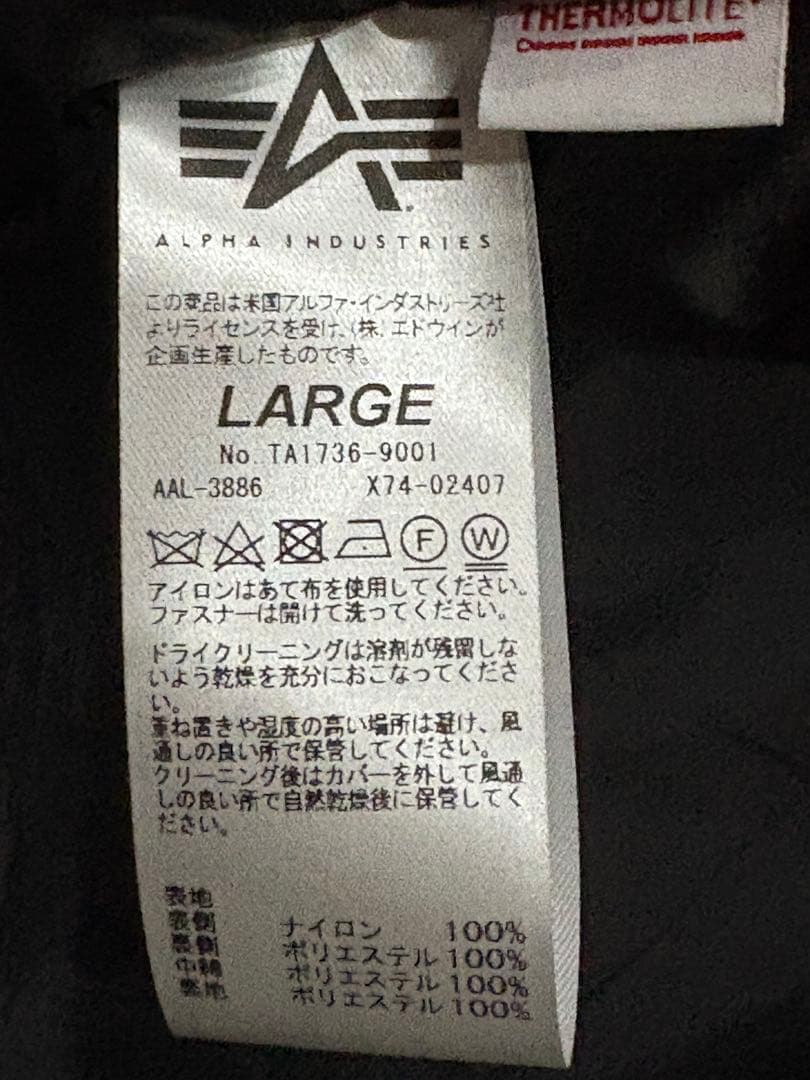 THERMOLITE
ALPHA INDUSTRIES
この商品は米国アルファ・インダストリーズ社
よりライセンスを受け、(株)エドウインが
企画生産したものです。
LARGE
No.TA1736-9001
AAL-3886 X74-02407
F W
アイロンはあて布を使用してください。
ファスナーは開けて洗ってください。
ドライクリーニングは溶剤が残留しな
いよう乾燥を充分におこなってくださ
い。
重ね置きや湿度の高い場所は避け、風
通しの良い所で保管してください。
クリーニング後はカバーを外して風通
しの良い所で自然乾燥後に保管してく
ださい。
表地
表側 ナイロン 100%
裏側 ポリエステル 100%
中綿 ポリエステル 100%
裏地 ポリエステル 100%